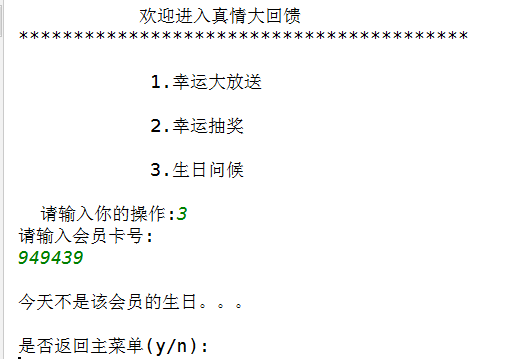 欢迎进入真情大回馈
*****************************************
1.幸运大放送
2.幸运抽奖
3.生日问候
请输入你的操作:3
请输入会员卡号:
949439
今天不是该会员的生日。。。
是否返回主菜单(y/n):